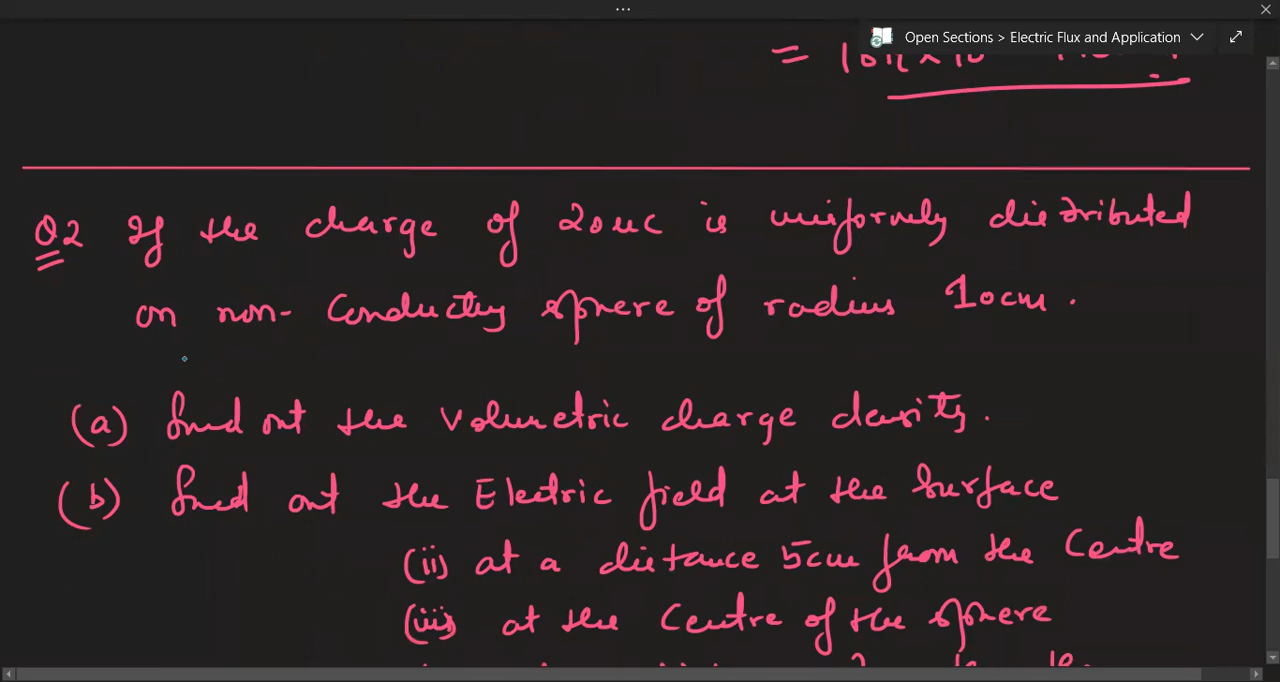 ...
Open Sections > Electric Flux and Application
=
Q2 If the charge of 20uc is uniformly distributed
on non-Conducting sphere of radius 10cm.
(a) find out the Volumetric charge density.
(b) find out the Electric field at the Surface
(ii) at a distance 5cm from the Centre
(iii) at the Centre of the sphere